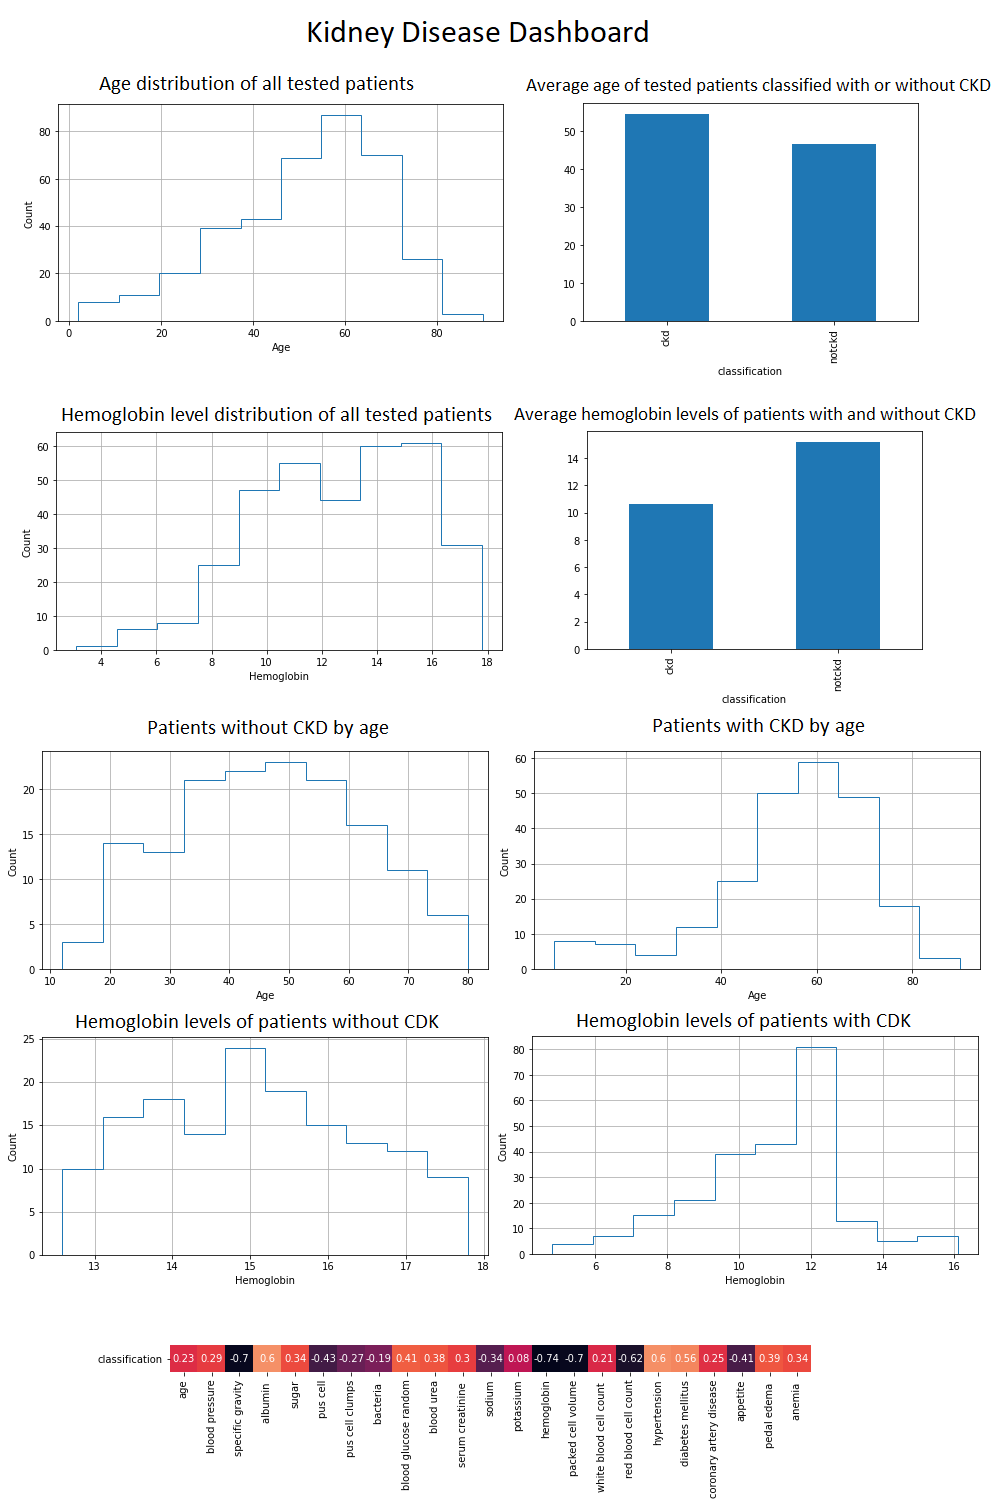 Kidney Disease Dashboard
Age distribution of all tested patients
80
60
40
20
0
Count
0 20 40 60 80
Age
Average age of tested patients classified with or without CKD
50
40
30
20
10
0
ckd notckd
classification
Hemoglobin level distribution of all tested patients
60
50
40
30
20
10
0
Count
4 6 8 10 12 14 16 18
Hemoglobin
Average hemoglobin levels of patients with and without CKD
14
12
10
8
6
4
2
0
ckd notckd
classification
Patients without CKD by age
20
15
10
5
0
Count
10 20 30 40 50 60 70 80
Age
Patients with CKD by age
60
50
40
30
20
10
0
Count
20 40 60 80
Age
Hemoglobin levels of patients without CDK
25
20
15
10
5
0
Count
13 14 15 16 17 18
Hemoglobin
Hemoglobin levels of patients with CDK
80
70
60
50
40
30
20
10
0
Count
6 8 10 12 14 16
Hemoglobin
classification 0.23 0.29 -0.7 0.6 0.34 -0.43 -0.27 -0.19 0.41 0.38 0.3 -0.34 0.08 -0.74 -0.7 0.21 -0.62 0.6 0.56 0.25 -0.41 0.39 0.34
age
blood pressure
specific gravity
albumin
sugar
pus cell
pus cell clumps
bacteria
blood glucose random
blood urea
serum creatinine
sodium
potassium
hemoglobin
packed cell volume
white blood cell count
red blood cell count
hypertension
diabetes mellitus
coronary artery disease
appetite
pedal edema
anemia